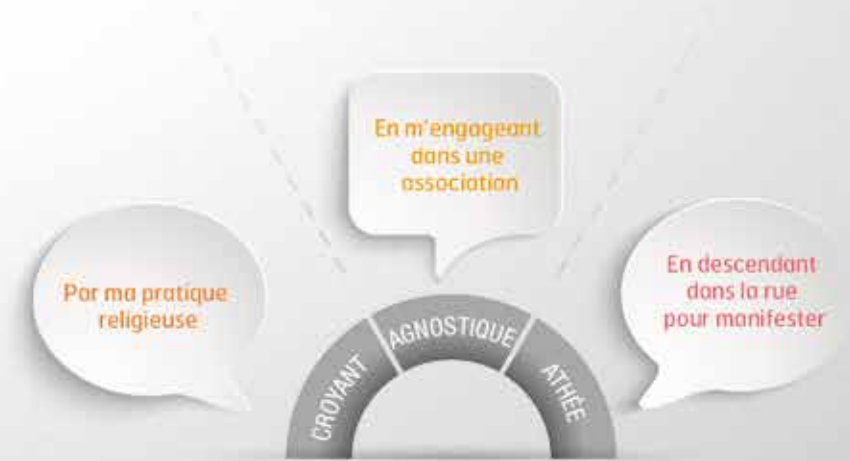 En m'engageant
dans une
association
Par ma pratique
religieuse
En descendant
dans la rue
pour manifester
CROYANT
AGNOSTIQUE
ATHÉE